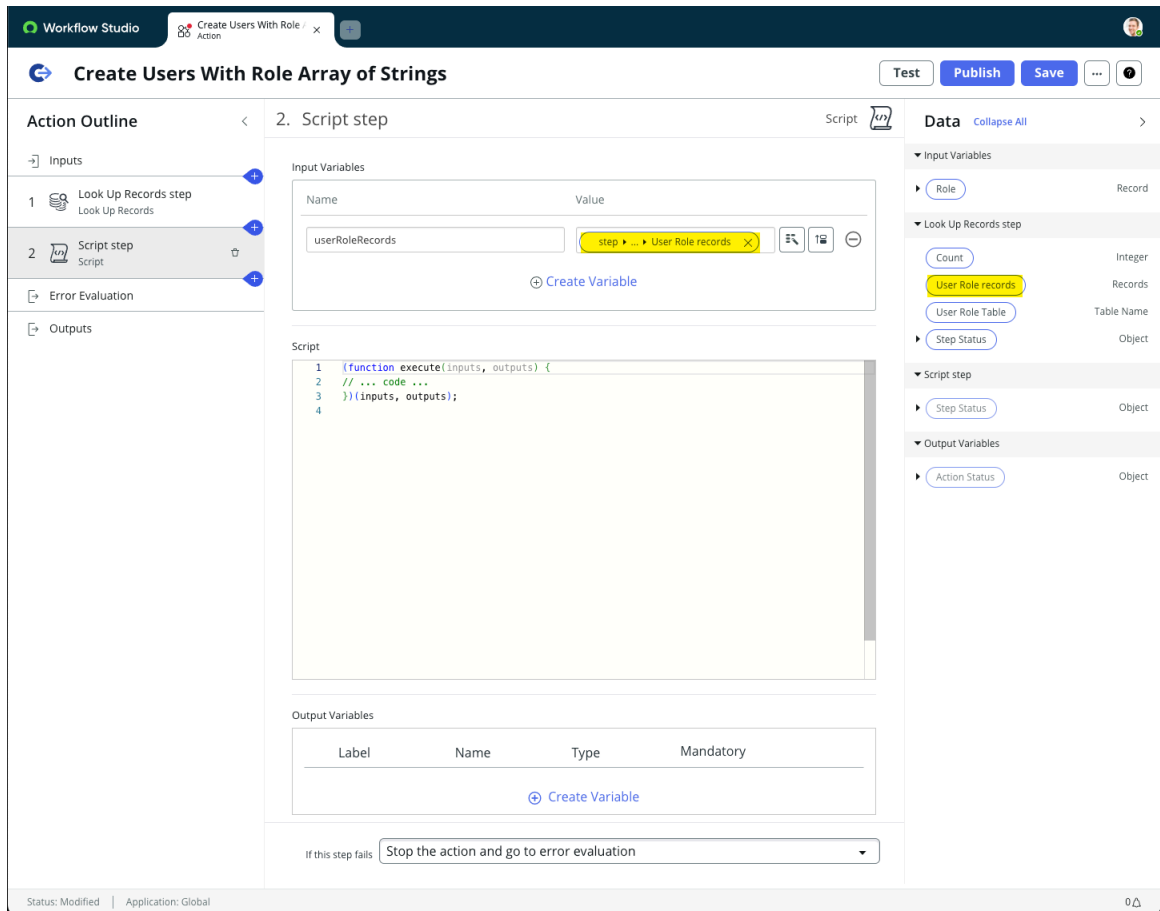 Workflow Studio
Create Users With Role /
Action
Create Users With Role Array of Strings
Test
Publish
Save
Action Outline
Inputs
1
Look Up Records step
Look Up Records
2
Script step
Script
Error Evaluation
Outputs
2. Script step
Script
Input Variables
Name Value
userRoleRecords
step ▸ ... ▸ User Role records
Create Variable
Script
1 (function execute(inputs, outputs) {
2 // ... code ...
3 })(inputs, outputs);
4
Output Variables
Label Name Type Mandatory
Create Variable
If this step fails
Stop the action and go to error evaluation
Data Collapse All
Input Variables
Role Record
Look Up Records step
Count Integer
User Role records Records
User Role Table Table Name
Step Status Object
Script step
Step Status Object
Output Variables
Action Status Object
Status: Modified | Application: Global
0